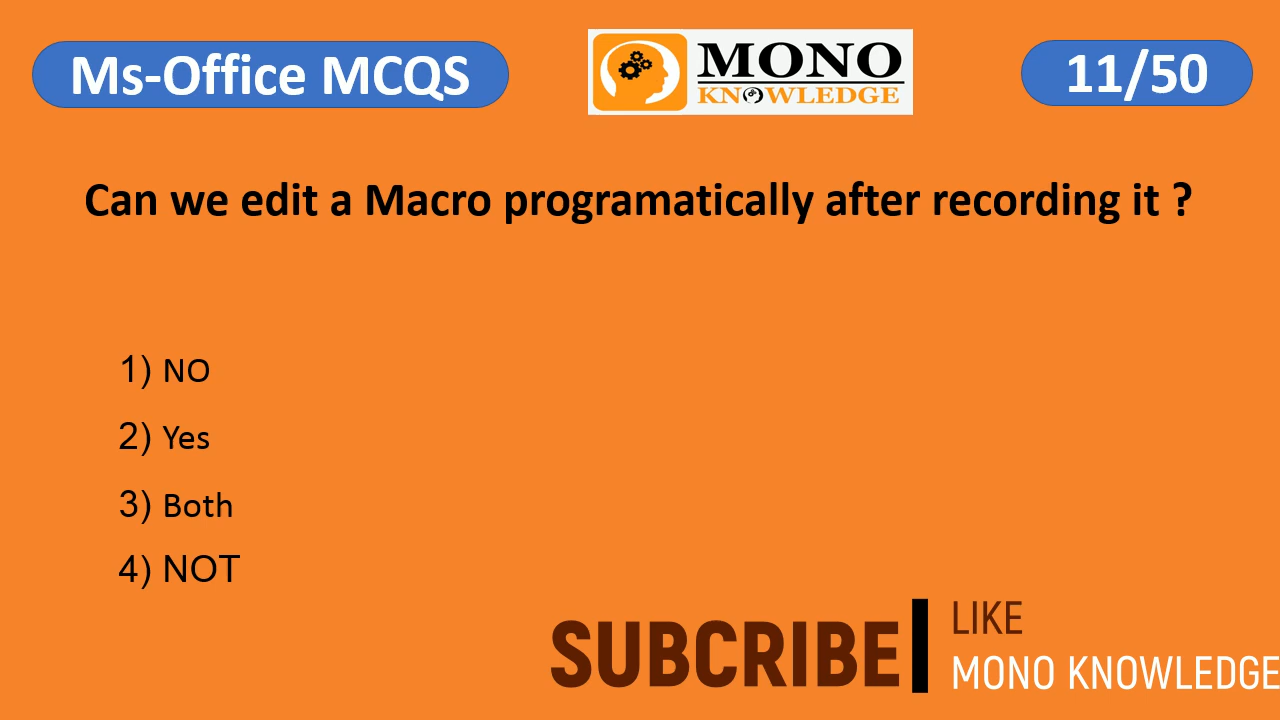 Ms-Office MCQS
MONO
KNOWLEDGE
11/50
Can we edit a Macro programatically after recording it ?
1) NO
2) Yes
3) Both
4) NOT
SUBCRIBE
LIKE
MONO KNOWLEDGE